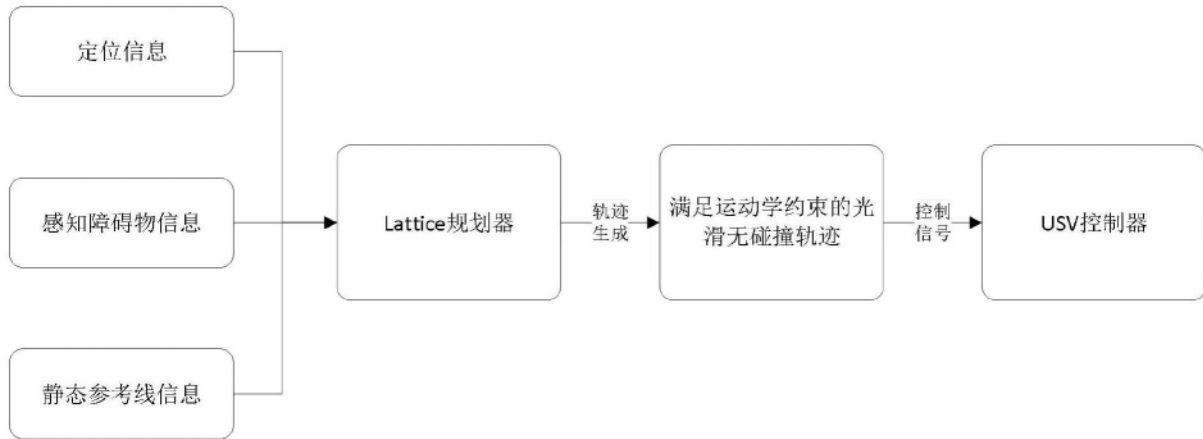 定位信息
感知障碍物信息
静态参考线信息
Lattice规划器
轨迹
生成
满足运动学约束的光
滑无碰撞轨迹
控制
信号
USV控制器